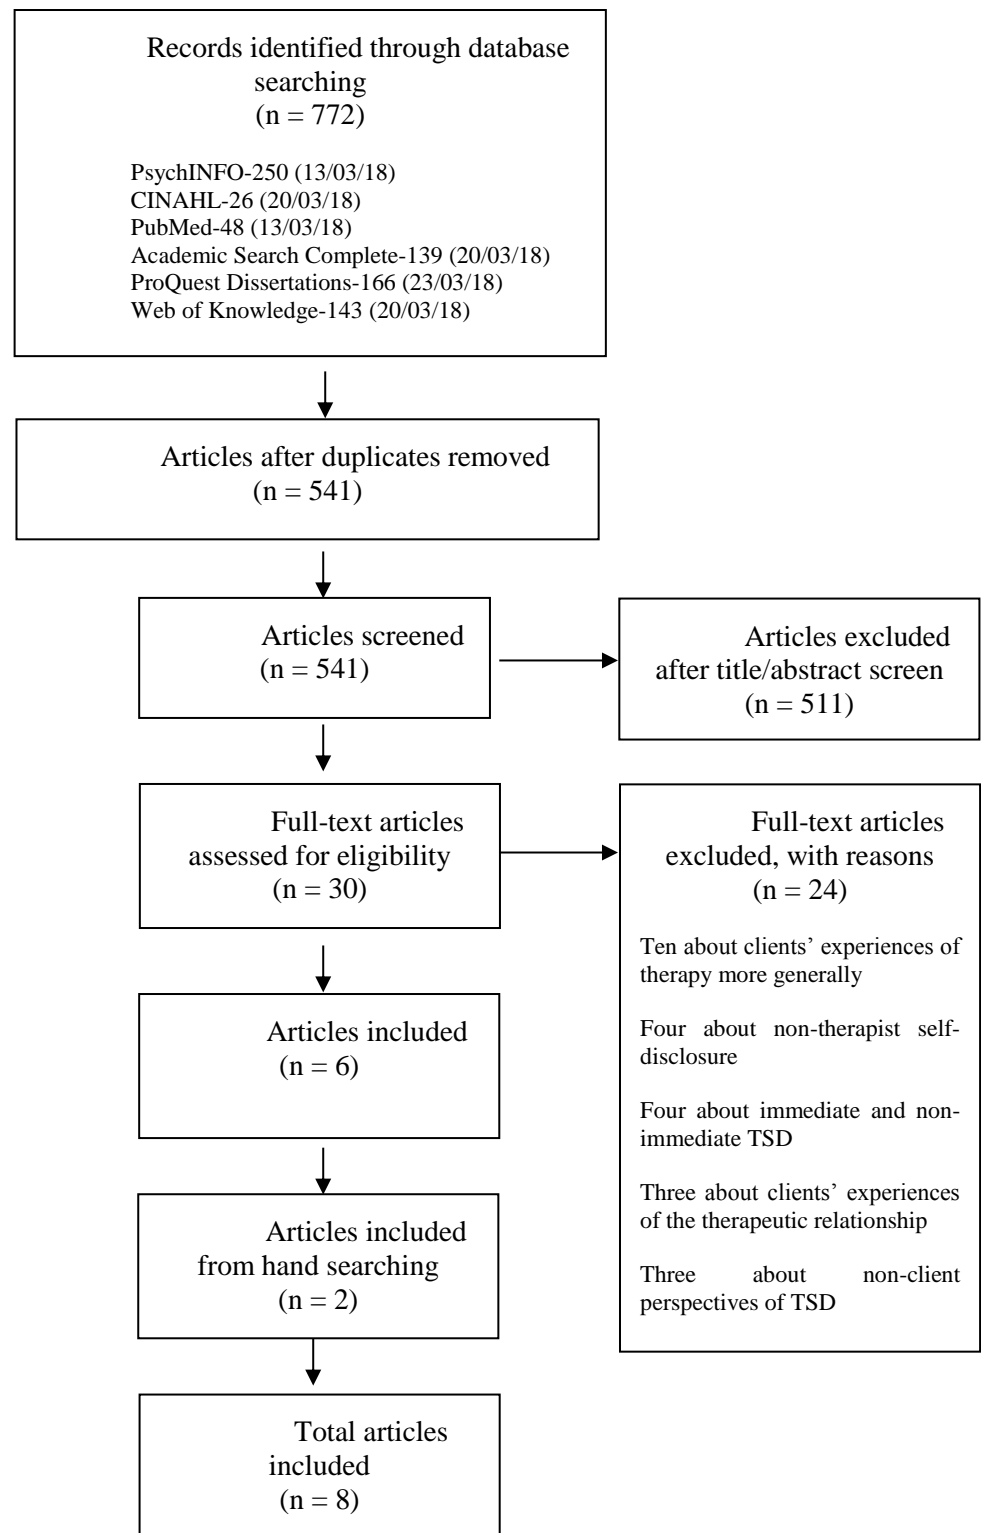 Records identified through database
searching
(n = 772)
PsychINFO-250 (13/03/18)
CINAHL-26 (20/03/18)
PubMed-48 (13/03/18)
Academic Search Complete-139 (20/03/18)
ProQuest Dissertations-166 (23/03/18)
Web of Knowledge-143 (20/03/18)
Articles after duplicates removed
(n = 541)
Articles screened
(n = 541)
Articles excluded
after title/abstract screen
(n = 511)
Full-text articles
assessed for eligibility
(n = 30)
Full-text articles
excluded, with reasons
(n = 24)
Ten about clients’ experiences of
therapy more generally
Four about non-therapist self-
disclosure
Four about immediate and non-
immediate TSD
Three about clients’ experiences
of the therapeutic relationship
Three about non-client
perspectives of TSD
Articles included
(n = 6)
Articles included
from hand searching
(n = 2)
Total articles
included
(n = 8)